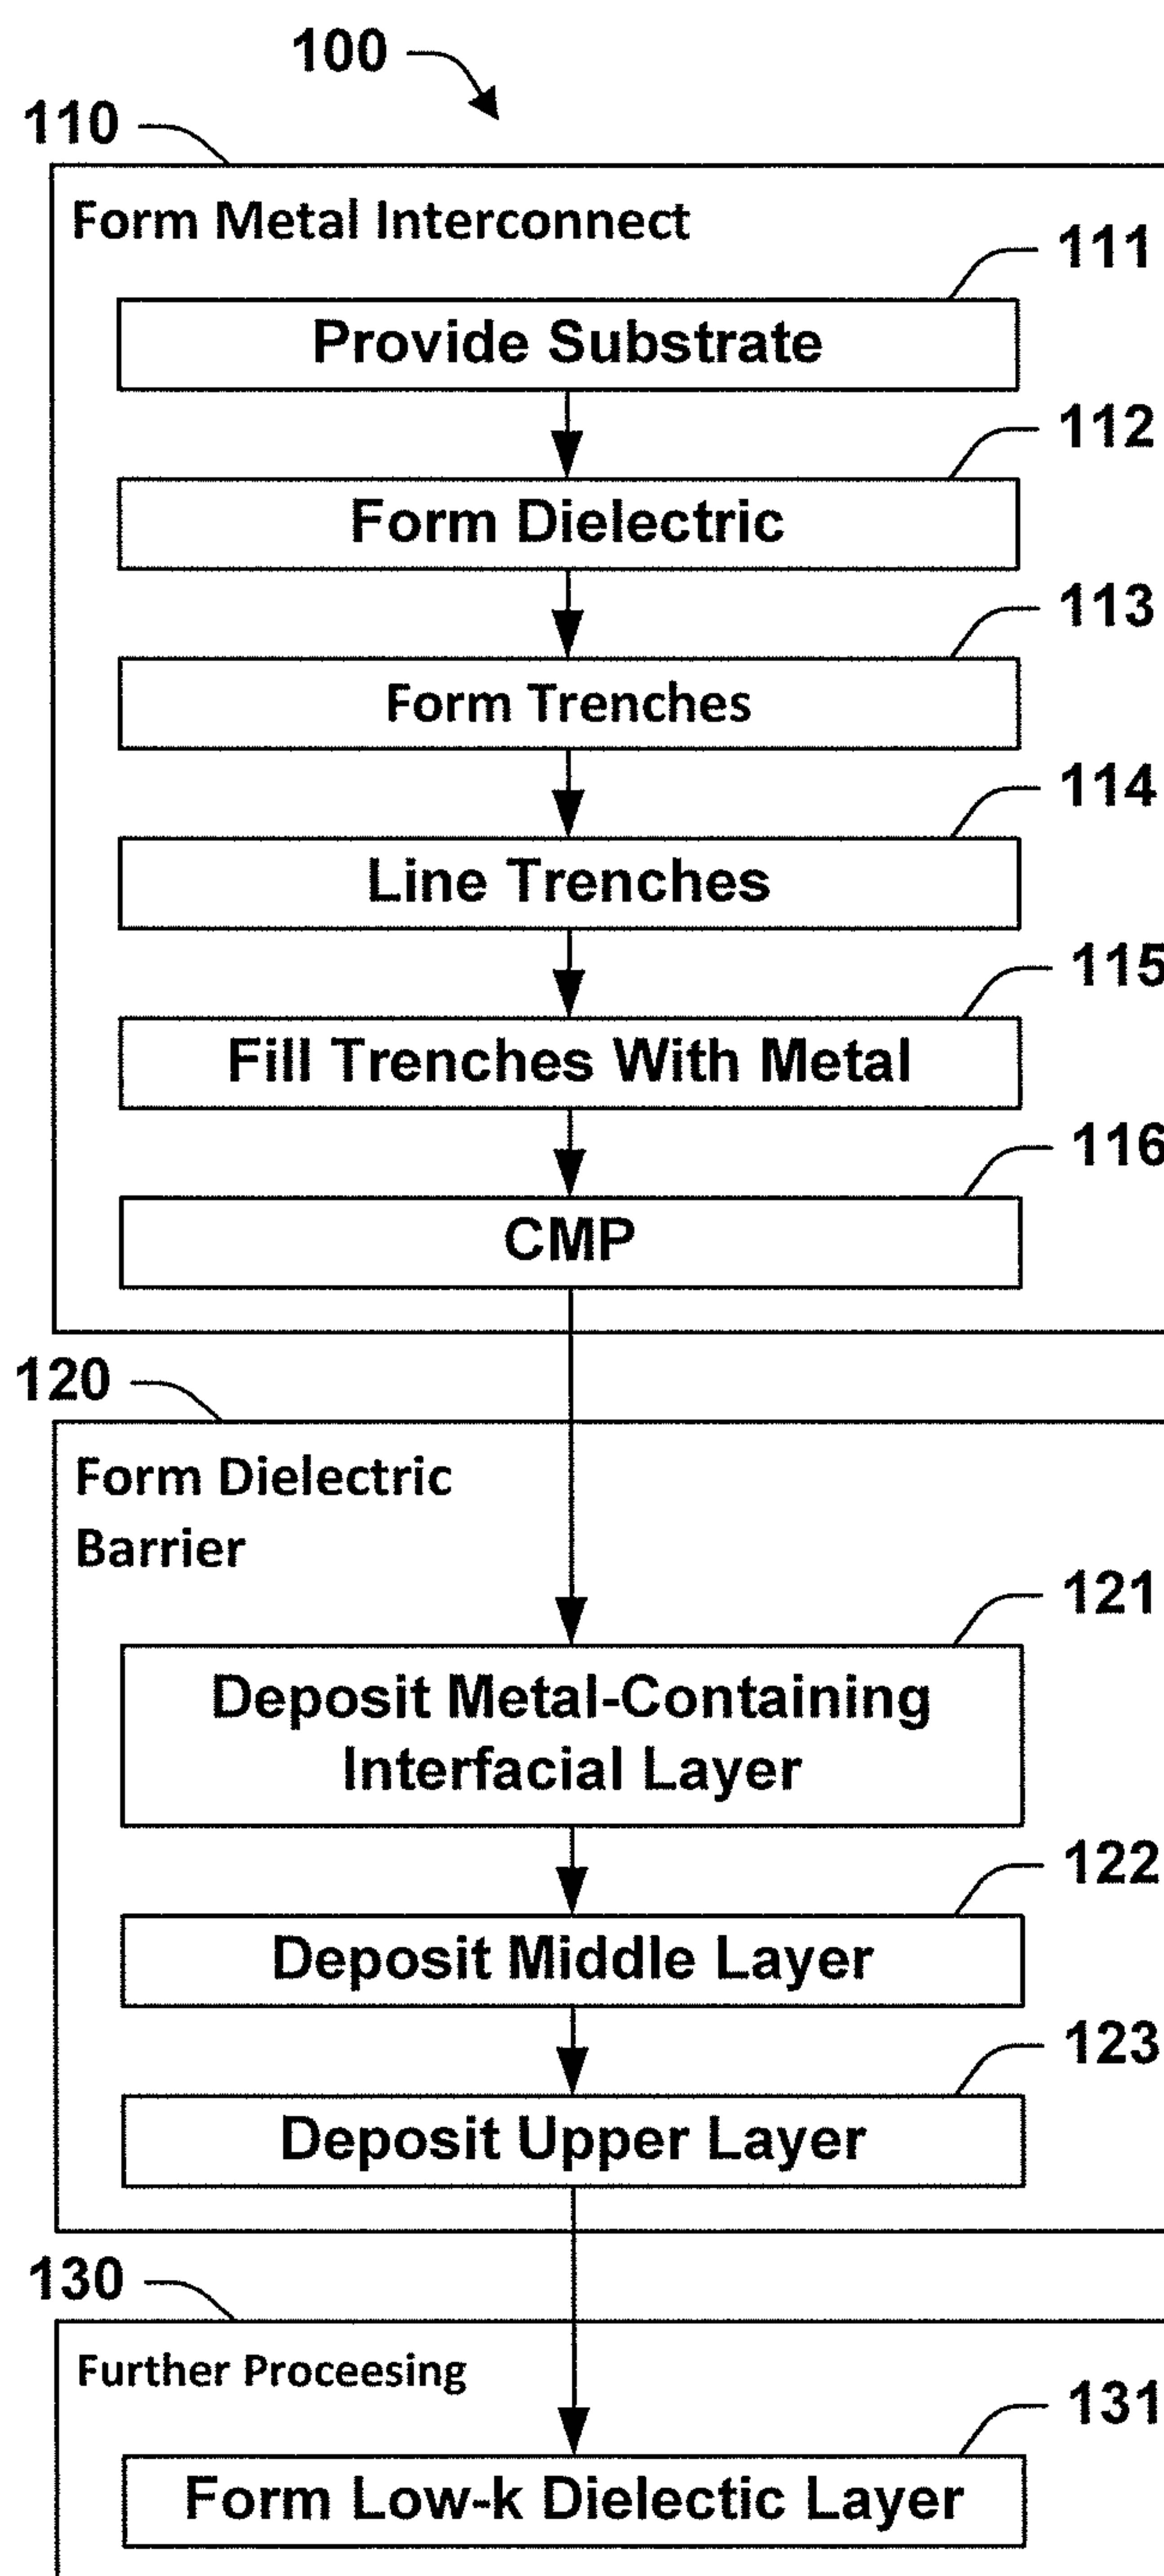 100
110
Form Metal Interconnect
111
Provide Substrate
112
Form Dielectric
113
Form Trenches
114
Line Trenches
115
Fill Trenches With Metal
116
CMP
120
Form Dielectric
Barrier
121
Deposit Metal-Containing
Interfacial Layer
122
Deposit Middle Layer
123
Deposit Upper Layer
130
Further Proceesing
131
Form Low-k Dielectic Layer